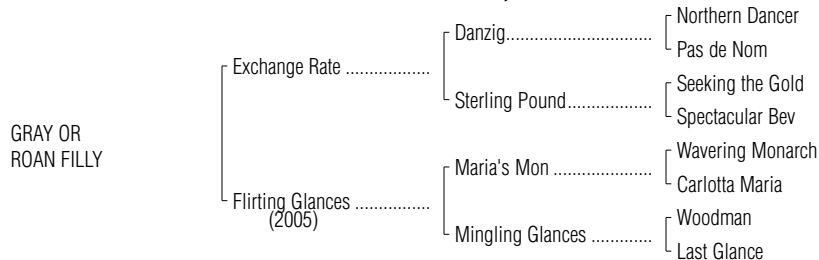 Northern Dancer
Danzig..............................
Pas de Nom
Exchange Rate ..................
Seeking the Gold
Sterling Pound.................
Spectacular Bev
GRAY OR
ROAN FILLY
Wavering Monarch
Maria's Mon ....................
Carlotta Maria
Flirting Glances ................
(2005)
Woodman
Mingling Glances .............
Last Glance